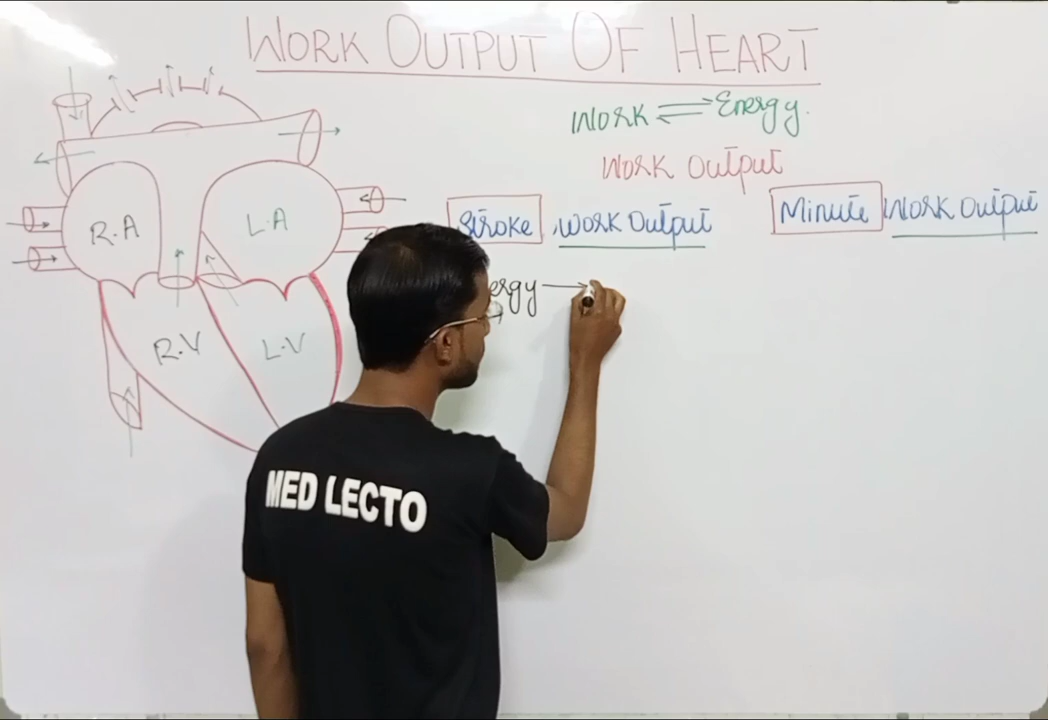 WORK OUTPUT OF HEART
Work ⇌ Energy.
Work Output
Stroke Work Output
Minute Work Output
R.A
L.A
R.V
L.V
ergy →
MED LECTO